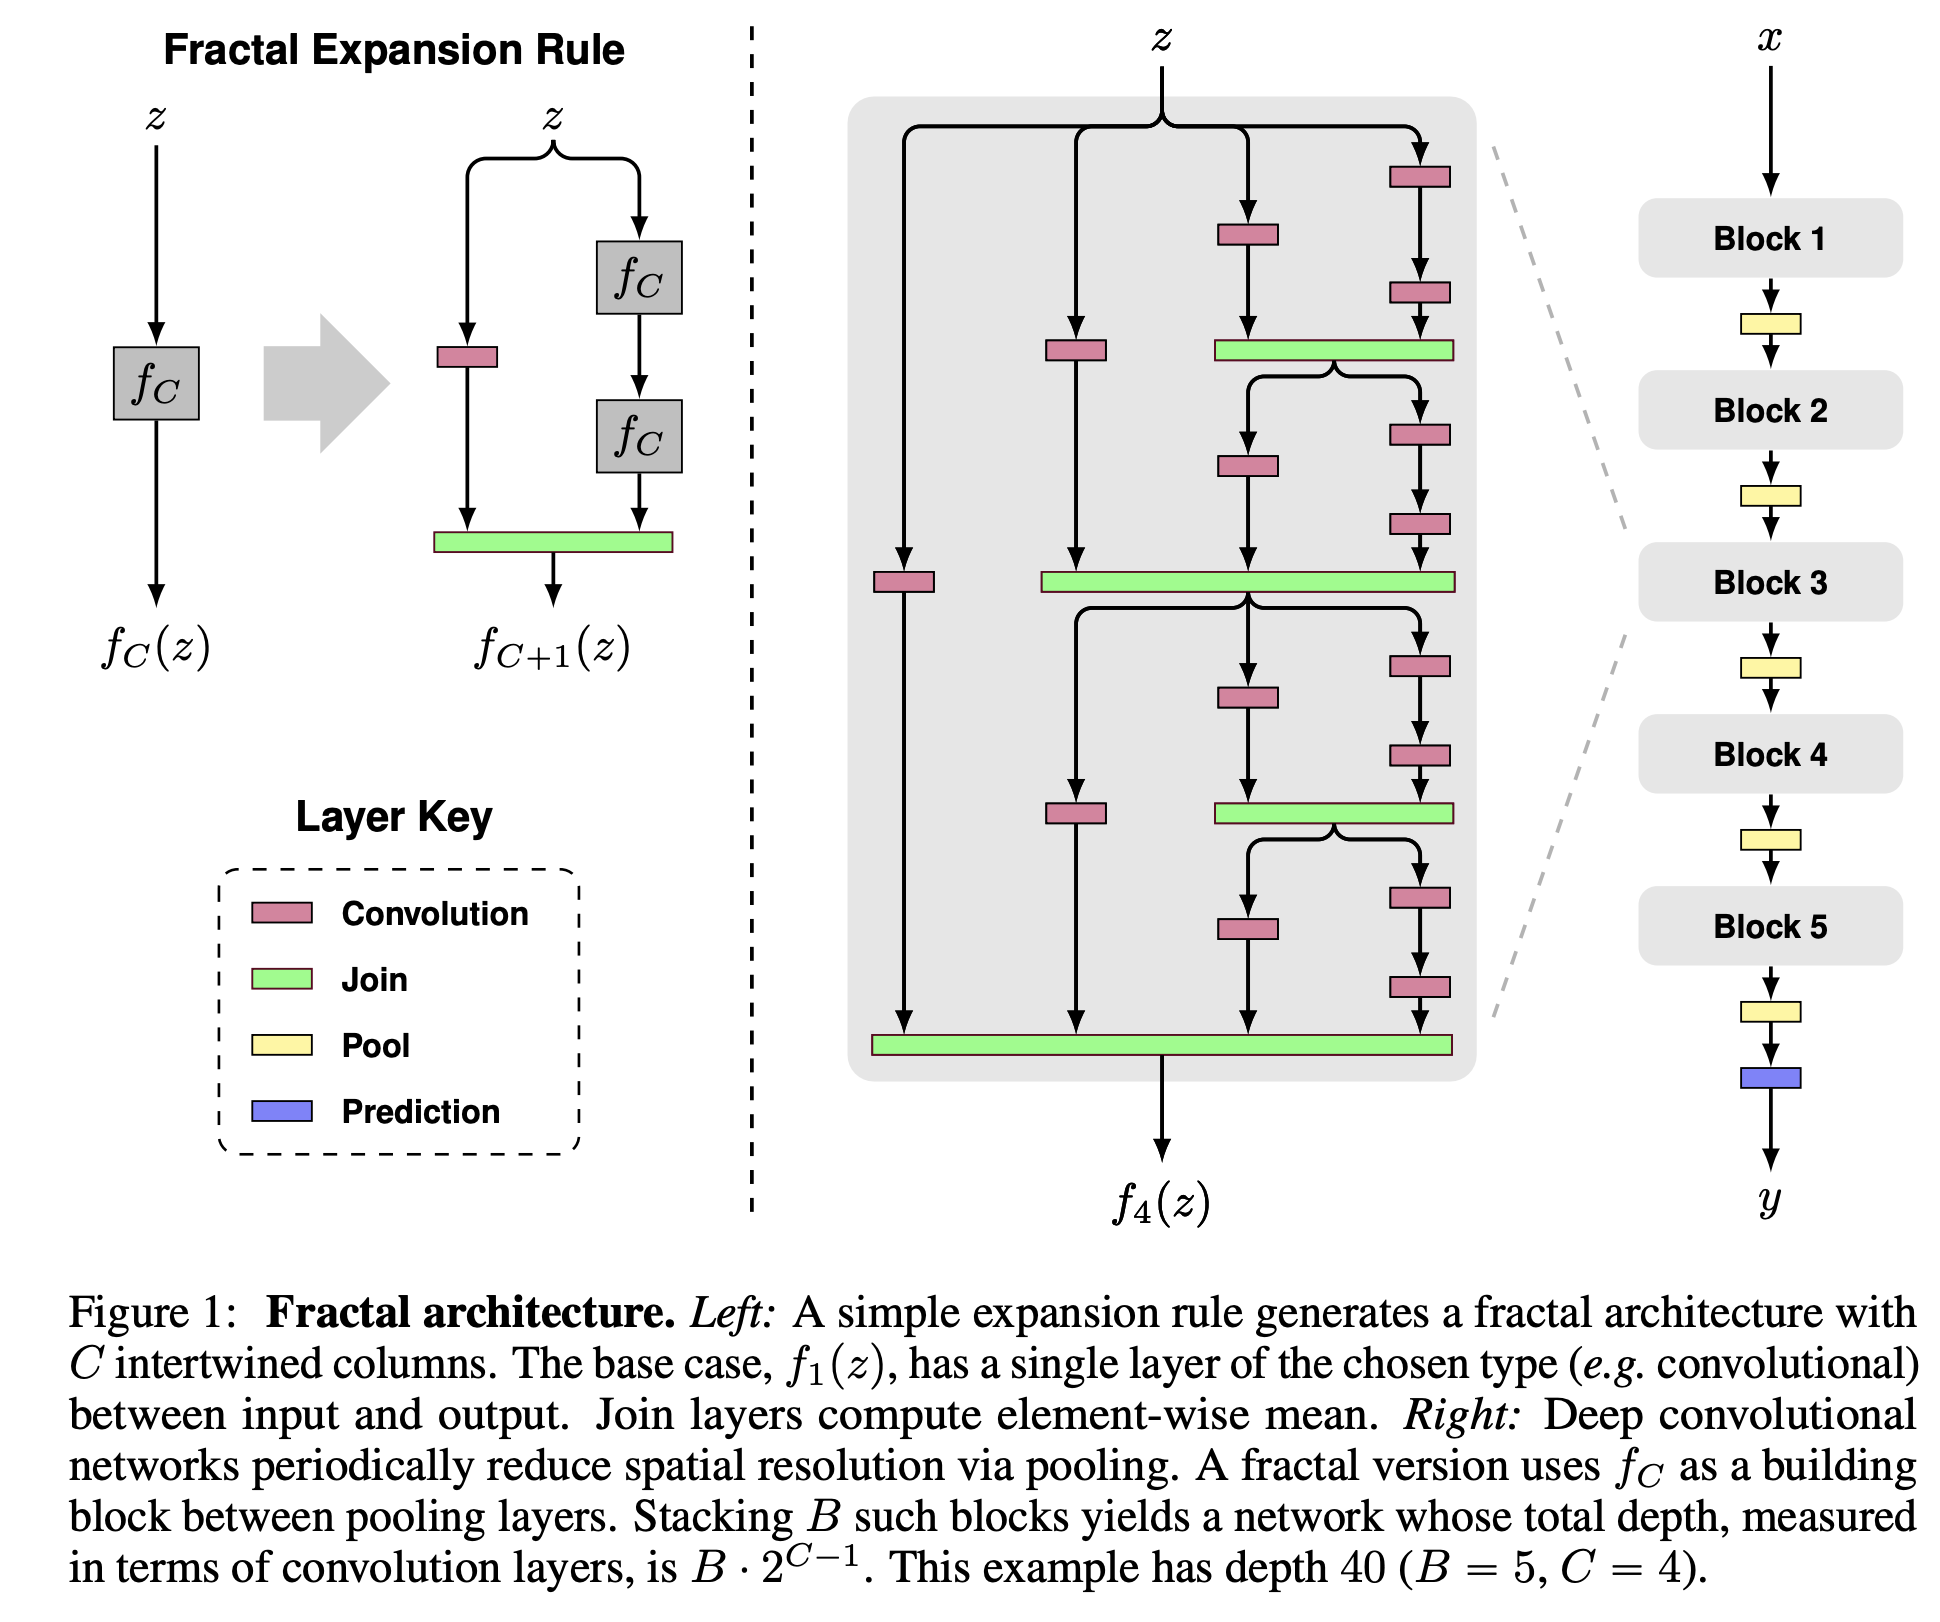 Fractal Expansion Rule
z
z
f_C
f_C
f_C
f_C(z)
f_{C+1}(z)
Layer Key
Convolution
Join
Pool
Prediction
z
f_4(z)
x
Block 1
Block 2
Block 3
Block 4
Block 5
y
Figure 1: Fractal architecture. Left: A simple expansion rule generates a fractal architecture with
C intertwined columns. The base case, f_1(z), has a single layer of the chosen type (e.g. convolutional)
between input and output. Join layers compute element-wise mean. Right: Deep convolutional
networks periodically reduce spatial resolution via pooling. A fractal version uses f_C as a building
block between pooling layers. Stacking B such blocks yields a network whose total depth, measured
in terms of convolution layers, is B · 2^{C−1}. This example has depth 40 (B = 5, C = 4).